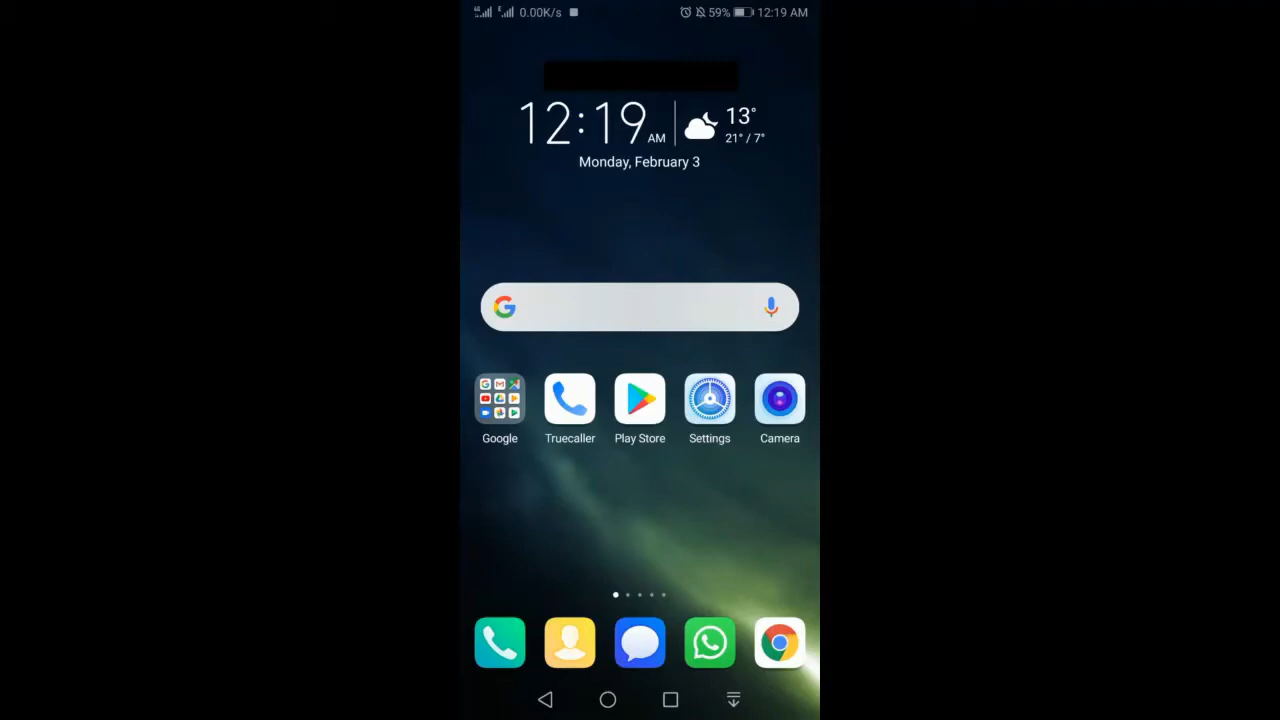 4G E 0.00K/s 59% 12:19 AM
12:19 AM
13°
21° / 7°
Monday, February 3
Google Truecaller Play Store Settings Camera